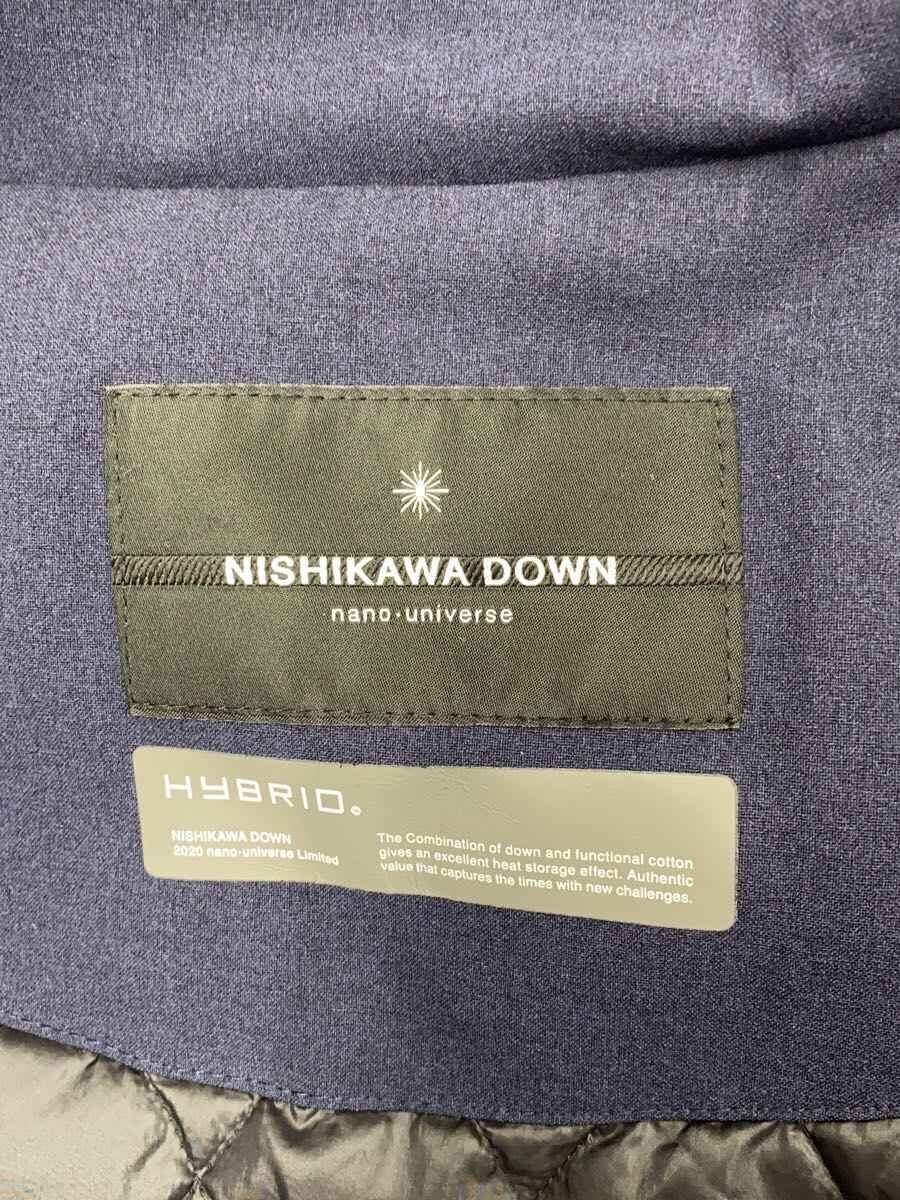 NISHIKAWA DOWN
nano·universe
HYBRID©
NISHIKAWA DOWN
2020 nano·universe Limited
The Combination of down and functional cotton
gives an excellent heat storage effect. Authentic
value that captures the times with new challenges.